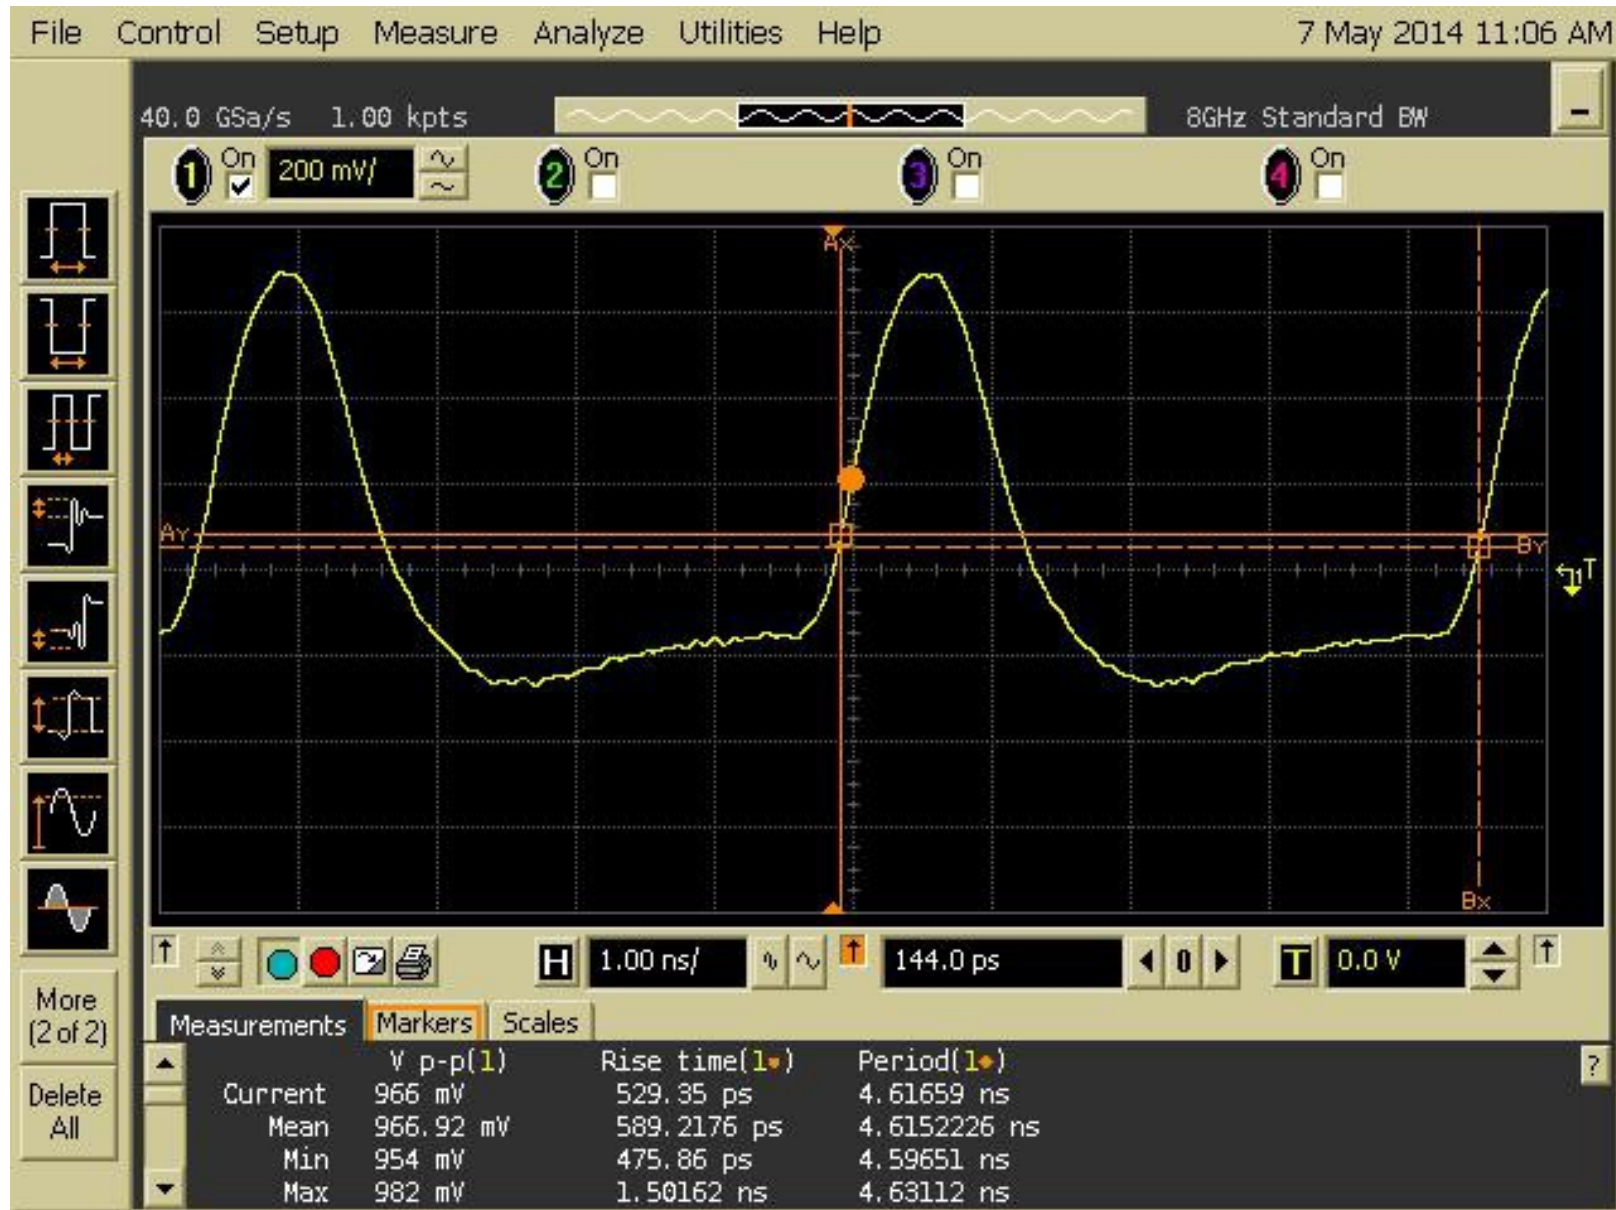 File Control Setup Measure Analyze Utilities Help 7 May 2014 11:06 AM
40.0 GSa/s 1.00 kpts 8GHz Standard BW
1 On 200 mV/ 2 On 3 On 4 On
Ax
Ay
By
T
Bx
H 1.00 ns/ 144.0 ps 0 T 0.0 V
More
(2 of 2)
Delete
All
Measurements Markers Scales
V p-p(1) Rise time(1) Period(1) ?
Current 966 mV 529.35 ps 4.61659 ns
Mean 966.92 mV 589.2176 ps 4.6152226 ns
Min 954 mV 475.86 ps 4.59651 ns
Max 982 mV 1.50162 ns 4.63112 ns